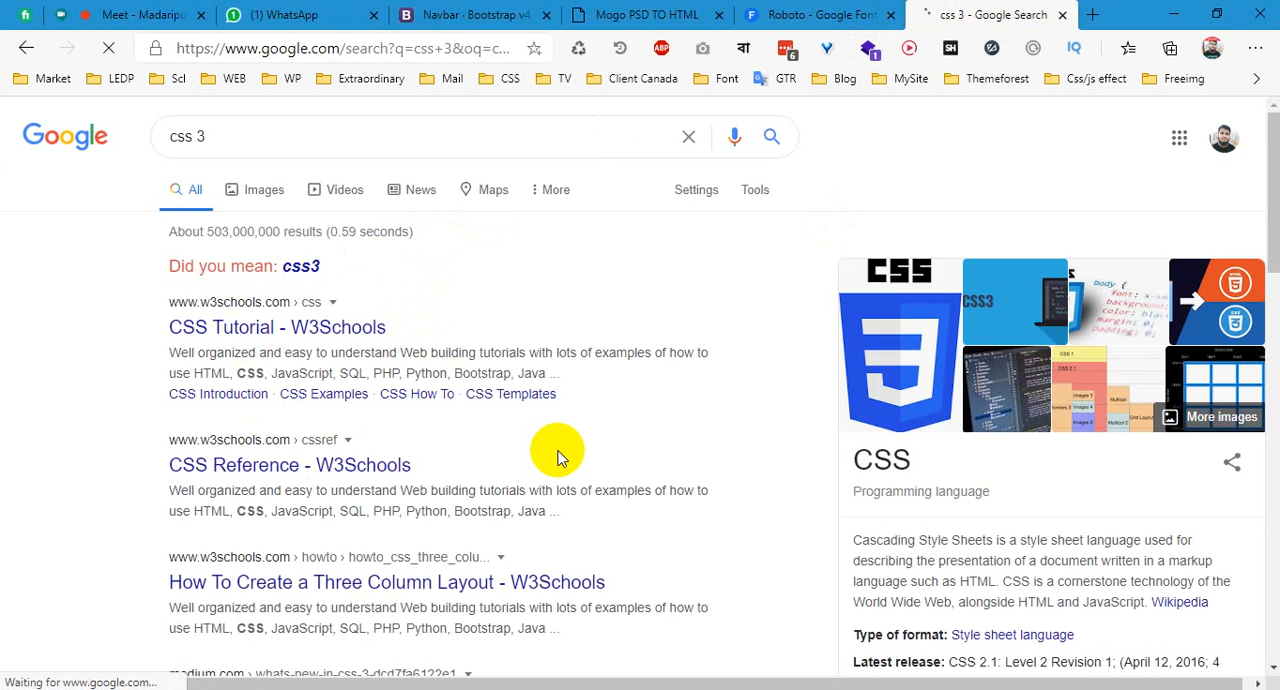 Meet - Madaripu
(1) WhatsApp
Navbar · Bootstrap v4
Mogo PSD TO HTML
Roboto - Google Font
css 3 - Google Search
https://www.google.com/search?q=css+3&oq=c...
ABP
বাং
6
1
SH
IQ
Market
LEDP
Scl
WEB
WP
Extraordinary
Mail
CSS
TV
Client Canada
Font
GTR
Blog
MySite
Themeforest
Css/js effect
Freeimg
Google
css 3
All
Images
Videos
News
Maps
More
Settings
Tools
About 503,000,000 results (0.59 seconds)
Did you mean: css3
www.w3schools.com › css
CSS Tutorial - W3Schools
Well organized and easy to understand Web building tutorials with lots of examples of how to
use HTML, CSS, JavaScript, SQL, PHP, Python, Bootstrap, Java ...
CSS Introduction · CSS Examples · CSS How To · CSS Templates
www.w3schools.com › cssref
CSS Reference - W3Schools
Well organized and easy to understand Web building tutorials with lots of examples of how to
use HTML, CSS, JavaScript, SQL, PHP, Python, Bootstrap, Java ...
www.w3schools.com › howto › howto_css_three_colu...
How To Create a Three Column Layout - W3Schools
Well organized and easy to understand Web building tutorials with lots of examples of how to
use HTML, CSS, JavaScript, SQL, PHP, Python, Bootstrap, Java ...
medium.com › whats-new-in-css-3-dcd7fa6122e1
CSS
CSS3
More images
CSS
Programming language
Cascading Style Sheets is a style sheet language used for
describing the presentation of a document written in a markup
language such as HTML. CSS is a cornerstone technology of the
World Wide Web, alongside HTML and JavaScript. Wikipedia
Type of format: Style sheet language
Latest release: CSS 2.1: Level 2 Revision 1; (April 12, 2016; 4
Waiting for www.google.com...